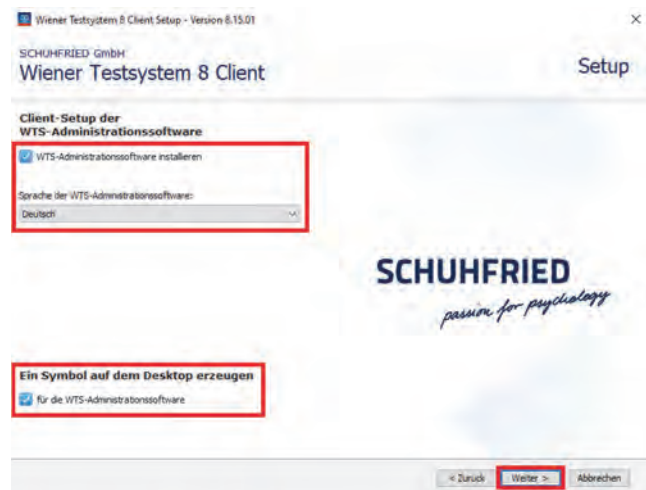 Wiener Testsystem 8 Client Setup - Version 8.15.01
SCHUHFRIED GmbH
Wiener Testsystem 8 Client
Setup
Client-Setup der
WTS-Administrationssoftware
WTS-Administrationssoftware installieren
Sprache der WTS-Administrationssoftware:
Deutsch
SCHUHFRIED
passion for psychology
Ein Symbol auf dem Desktop erzeugen
für die WTS-Administrationssoftware
< Zurück
Weiter >
Abbrechen